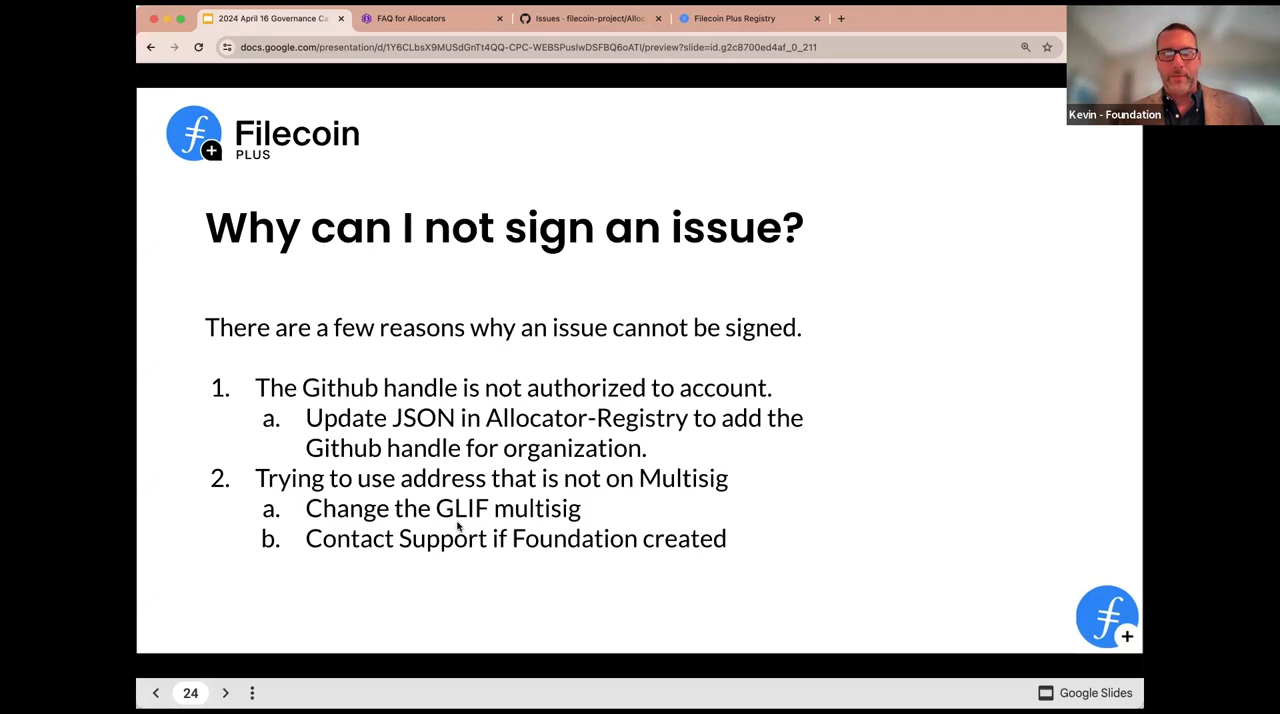 2024 April 16 Governance Ca
FAQ for Allocators
Issues · filecoin-project/Alloc
Filecoin Plus Registry
docs.google.com/presentation/d/1Y6CLbsX9MUSdGnTt4QQ-CPC-WEBSPuslwDSFBQ6oATI/preview?slide=id.g2c8700ed4af_0_211
Kevin - Foundation
Filecoin
PLUS
Why can I not sign an issue?
There are a few reasons why an issue cannot be signed.
1. The Github handle is not authorized to account.
a. Update JSON in Allocator-Registry to add the
Github handle for organization.
2. Trying to use address that is not on Multisig
a. Change the GLIF multisig
b. Contact Support if Foundation created
24
Google Slides